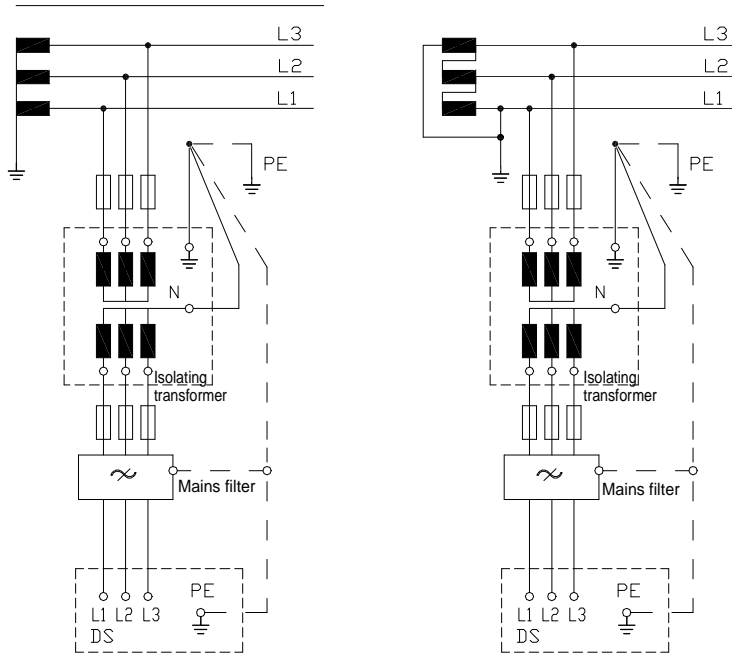 L3
L2
L1
PE
N
Isolating
transformer
Mains filter
PE
L1 L2 L3
DS
L3
L2
L1
PE
N
Isolating
transformer
Mains filter
PE
L1 L2 L3
DS